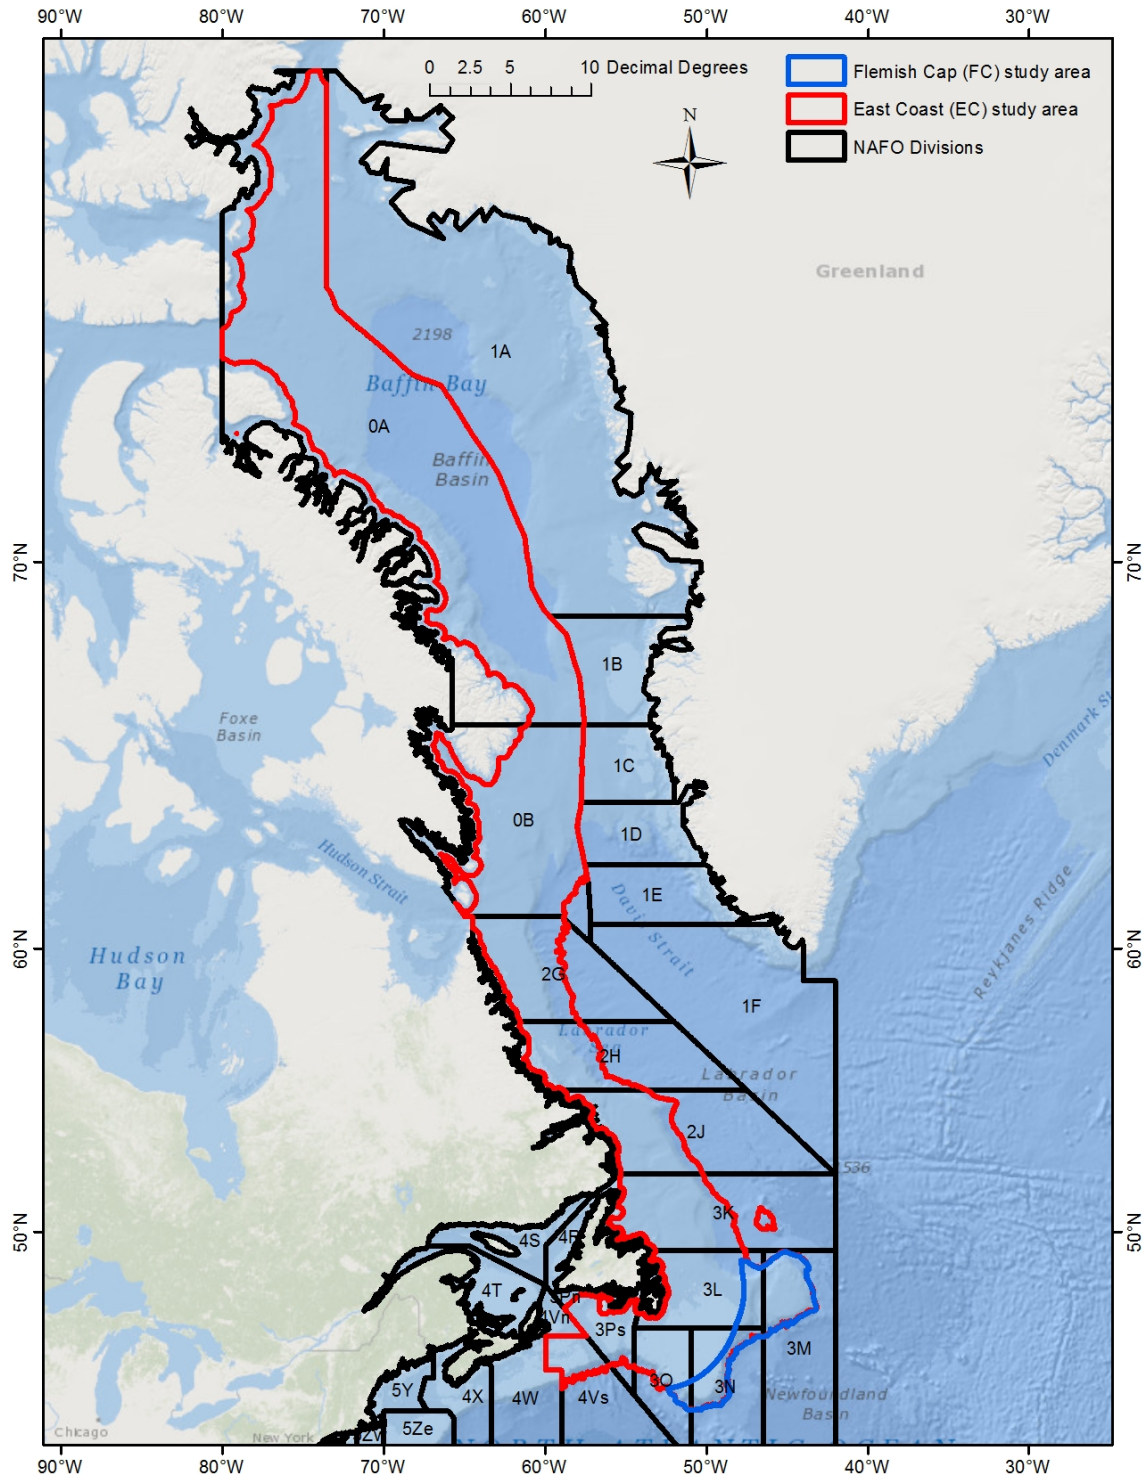 90°W 80°W 70°W 60°W 50°W 40°W 30°W
0 2.5 5 10 Decimal Degrees
Flemish Cap (FC) study area
East Coast (EC) study area
NAFO Divisions
N
Greenland
2198
1A
Baffin Bay
0A
Baffin
Basin
70°N 70°N
1B
Foxe
Basin
Denmark St
1C
0B
1D
Hudson Strait
1E
Davis Strait
Reykjanes Ridge
60°N 60°N
Hudson
Bay
2G
1F
Labrador
Sea
2H
Labrador
Basin
2J
536
3K
50°N 50°N
4S
4R
4T
3L
3Pn
4Vn
3Ps
3M
5Y
4X
4W
4Vs
3O
3N
Newfoundland
Basin
5Ze
Chicago
New York
90°W 80°W 70°W 60°W 50°W 40°W 30°W